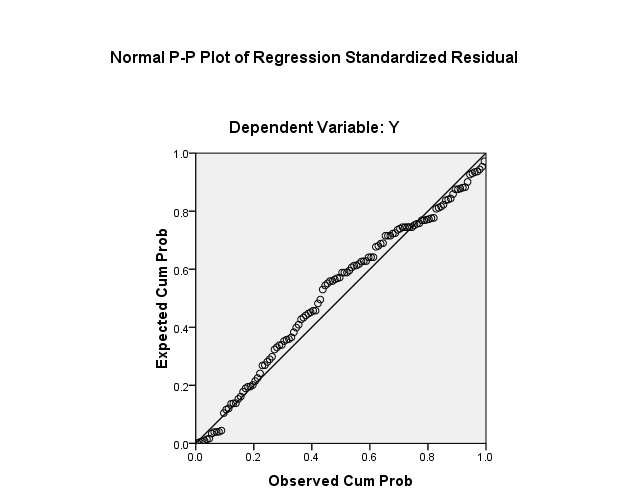 Normal P-P Plot of Regression Standardized Residual
Dependent Variable: Y
Expected Cum Prob
1.0
0.8
0.6
0.4
0.2
0.0
0.0 0.2 0.4 0.6 0.8 1.0
Observed Cum Prob